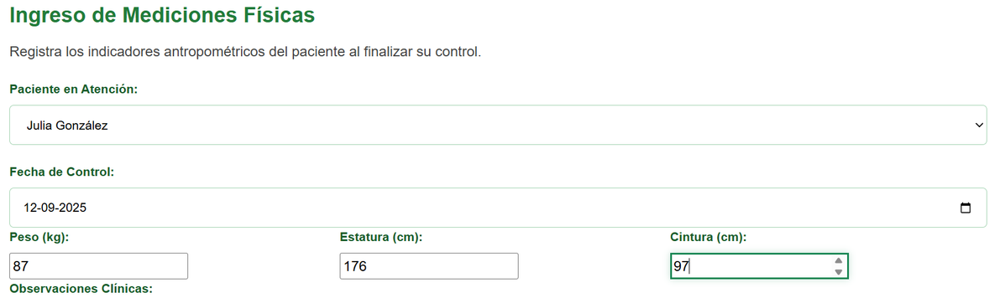 Ingreso de Mediciones Físicas
Registra los indicadores antropométricos del paciente al finalizar su control.
Paciente en Atención:
Julia González
Fecha de Control:
12-09-2025
Peso (kg): Estatura (cm): Cintura (cm):
87 176 97
Observaciones Clínicas: